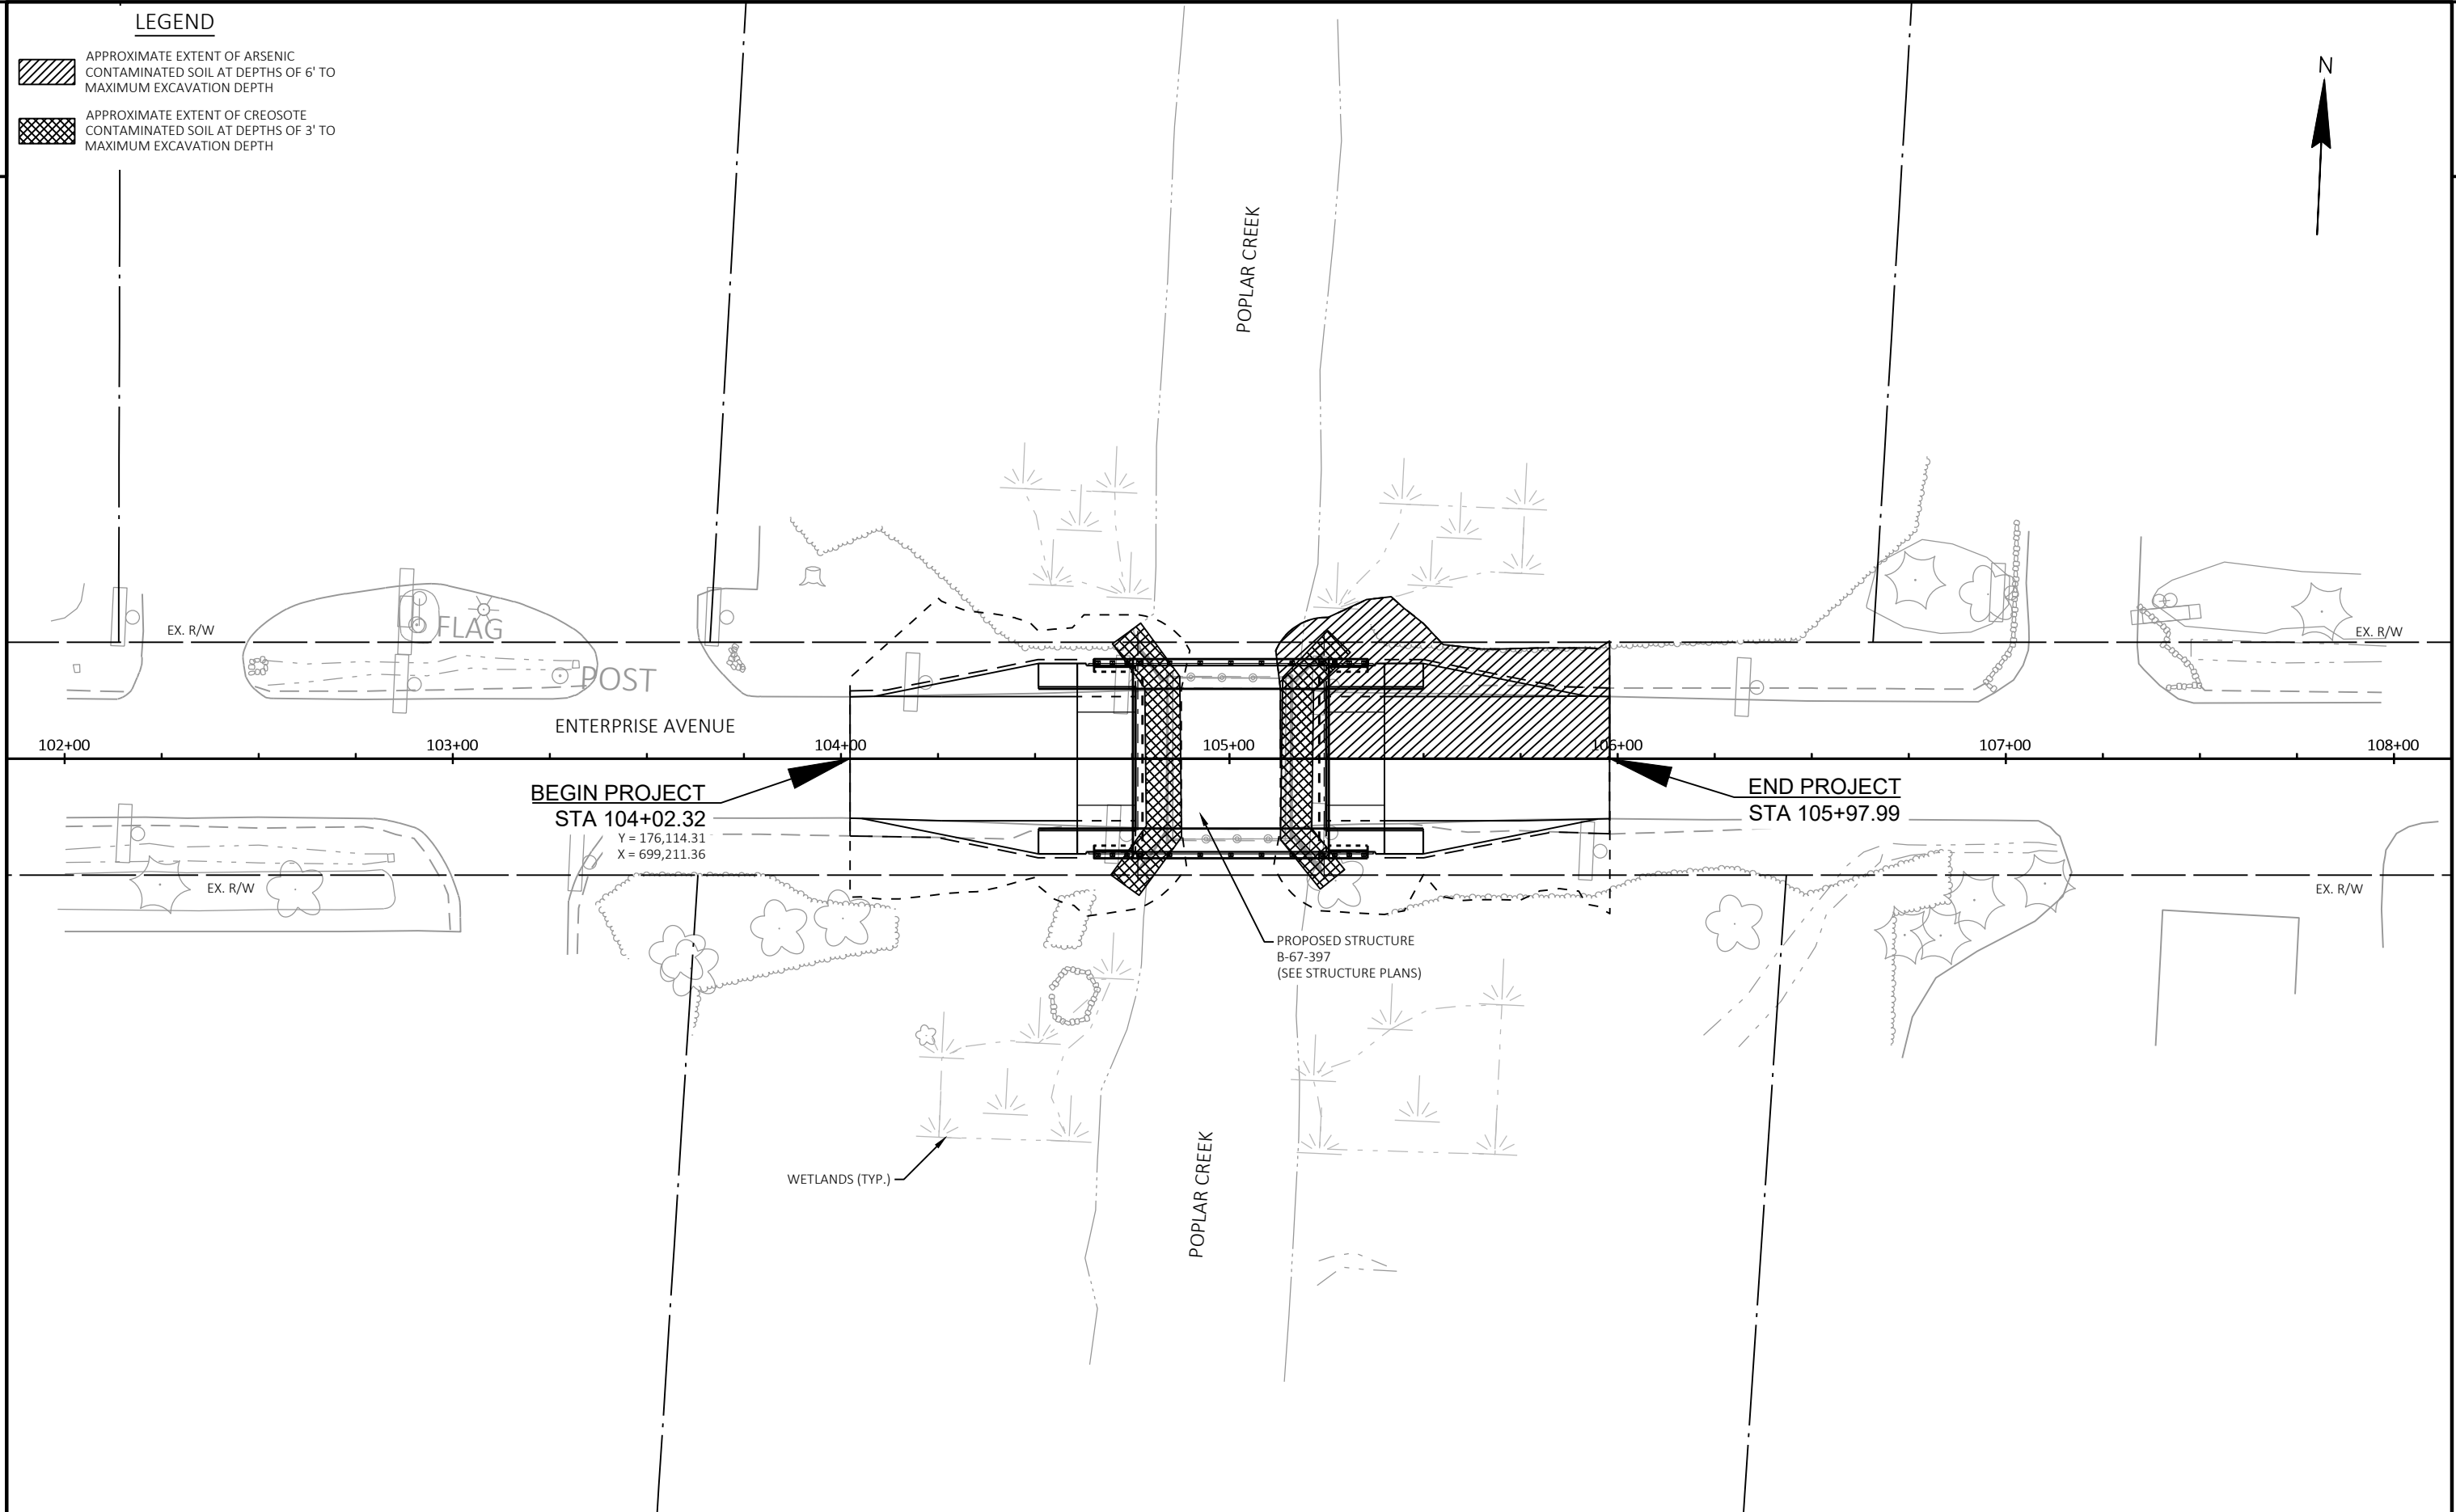 LEGEND
APPROXIMATE EXTENT OF ARSENIC
CONTAMINATED SOIL AT DEPTHS OF 6' TO
MAXIMUM EXCAVATION DEPTH
APPROXIMATE EXTENT OF CREOSOTE
CONTAMINATED SOIL AT DEPTHS OF 3' TO
MAXIMUM EXCAVATION DEPTH
N
POPLAR CREEK
EX. R/W
FLAG
EX. R/W
POST
ENTERPRISE AVENUE
102+00
103+00
104+00
105+00
106+00
107+00
108+00
BEGIN PROJECT
STA 104+02.32
Y = 176,114.31
X = 699,211.36
END PROJECT
STA 105+97.99
EX. R/W
EX. R/W
PROPOSED STRUCTURE
B-67-397
(SEE STRUCTURE PLANS)
WETLANDS (TYP.)
POPLAR CREEK